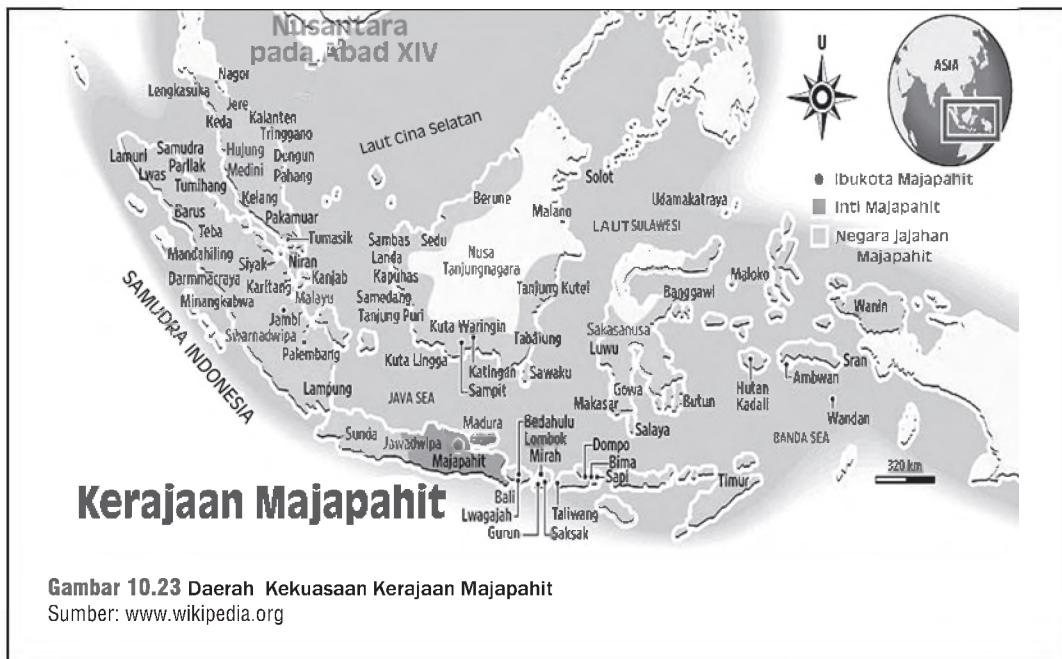 Nusantara
pada Abad XIV
U
ASIA
Ibukota Majapahit
Inti Majapahit
Negara Jajahan
Majapahit
Nagor
Lengkasuka
Jere
Keda
Kalanten
Tringgano
Hujung
Medini
Dungun
Pahang
Kelang
Pakamuar
Tumasik
Laut Cina Selatan
Samudra
Lamuri
Parllak
Lwas
Tumihang
Barus
Teba
Mandahiling
Siyak
Niran
Darmmacraya
Karitang
Kanjab
Minangkabwa
Malayu
Jambi
Swarnadwipa
Palembang
Lampung
SAMUDRA INDONESIA
Berune
Solot
Malano
Udamakatraya
LAUT SULAWESI
Sambas
Sedu
Landa
Kapuhas
Nusa
Tanjungnagara
Samedang
Tanjung Puri
Tanjung Kutei
Kuta Waringin
Tabalung
Kuta Lingga
Katingan
Sampit
Sawaku
Maloko
Banggawi
Wanin
Sakasanusa
Luwu
Gowa
Makasar
Butun
Salaya
Hutan
Kadali
Ambwan
Sran
Wandan
BANDA SEA
320 km
JAVA SEA
Sunda
Jawadwipa
Madura
Majapahit
Bedahulu
Lombok
Mirah
Dompo
Bima
Sapi
Timur
Bali
Lwagajah
Gurun
Taliwang
Saksak
Kerajaan Majapahit
Gambar 10.23 Daerah Kekuasaan Kerajaan Majapahit
Sumber: www.wikipedia.org